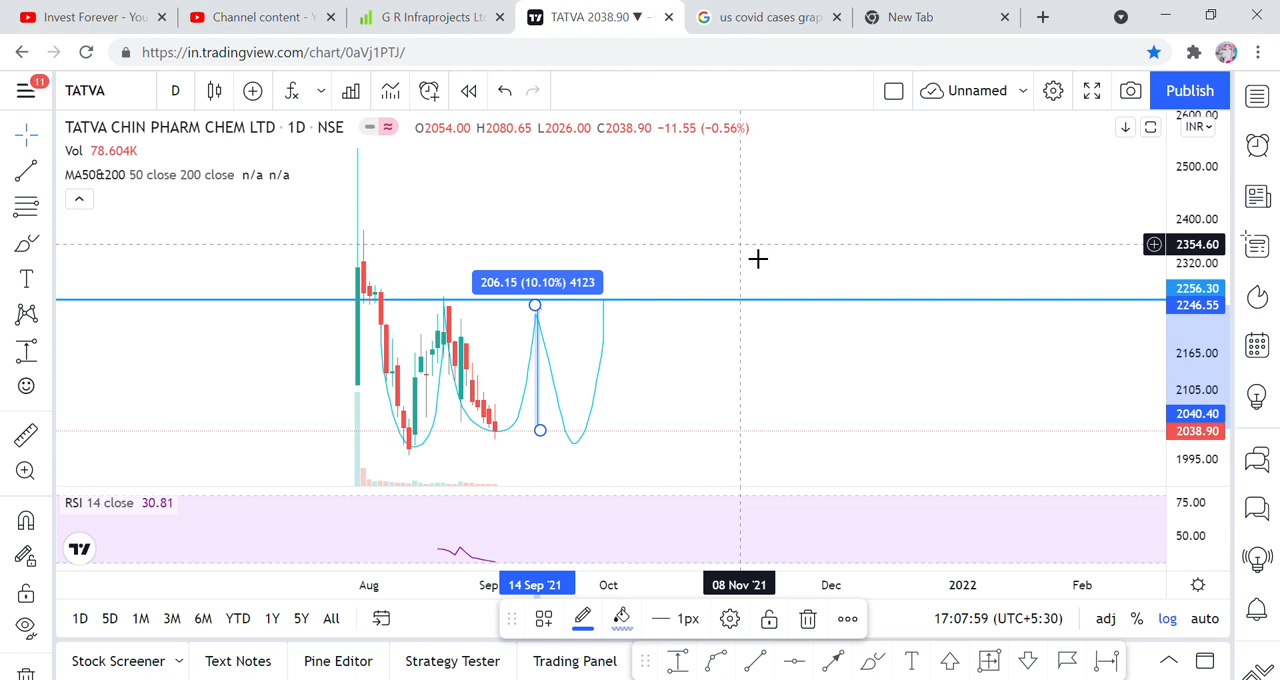 Invest Forever - You
Channel content - Y
G R Infraprojects Lt
TATVA 2038.90 ▼ −
us covid cases grap
New Tab
https://in.tradingview.com/chart/0aVj1PTJ/
11
TATVA
D
Unnamed
Publish
TATVA CHIN PHARM CHEM LTD · 1D · NSE
O2054.00 H2080.65 L2026.00 C2038.90 −11.55 (−0.56%)
INR
Vol 78.604K
MA50&200 50 close 200 close n/a n/a
2600.00
2500.00
2400.00
2354.60
2320.00
2256.30
2246.55
2165.00
2105.00
2040.40
2038.90
1995.00
206.15 (10.10%) 4123
RSI 14 close 30.81
75.00
50.00
Aug
Sep
14 Sep '21
Oct
08 Nov '21
Dec
2022
Feb
1D 5D 1M 3M 6M YTD 1Y 5Y All
1px
17:07:59 (UTC+5:30)
adj % log auto
Stock Screener
Text Notes
Pine Editor
Strategy Tester
Trading Panel